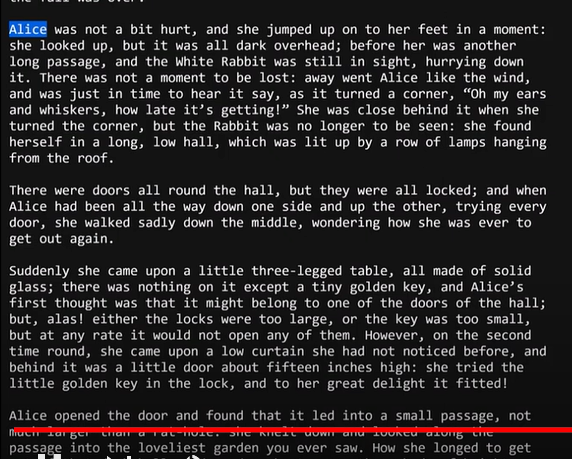 the fall was over.
Alice was not a bit hurt, and she jumped up on to her feet in a moment:
she looked up, but it was all dark overhead; before her was another
long passage, and the White Rabbit was still in sight, hurrying down
it. There was not a moment to be lost: away went Alice like the wind,
and was just in time to hear it say, as it turned a corner, “Oh my ears
and whiskers, how late it’s getting!” She was close behind it when she
turned the corner, but the Rabbit was no longer to be seen: she found
herself in a long, low hall, which was lit up by a row of lamps hanging
from the roof.
There were doors all round the hall, but they were all locked; and when
Alice had been all the way down one side and up the other, trying every
door, she walked sadly down the middle, wondering how she was ever to
get out again.
Suddenly she came upon a little three-legged table, all made of solid
glass; there was nothing on it except a tiny golden key, and Alice’s
first thought was that it might belong to one of the doors of the hall;
but, alas! either the locks were too large, or the key was too small,
but at any rate it would not open any of them. However, on the second
time round, she came upon a low curtain she had not noticed before, and
behind it was a little door about fifteen inches high: she tried the
little golden key in the lock, and to her great delight it fitted!
Alice opened the door and found that it led into a small passage, not
much larger than a rat-hole: she knelt down and looked along the
passage into the loveliest garden you ever saw. How she longed to get